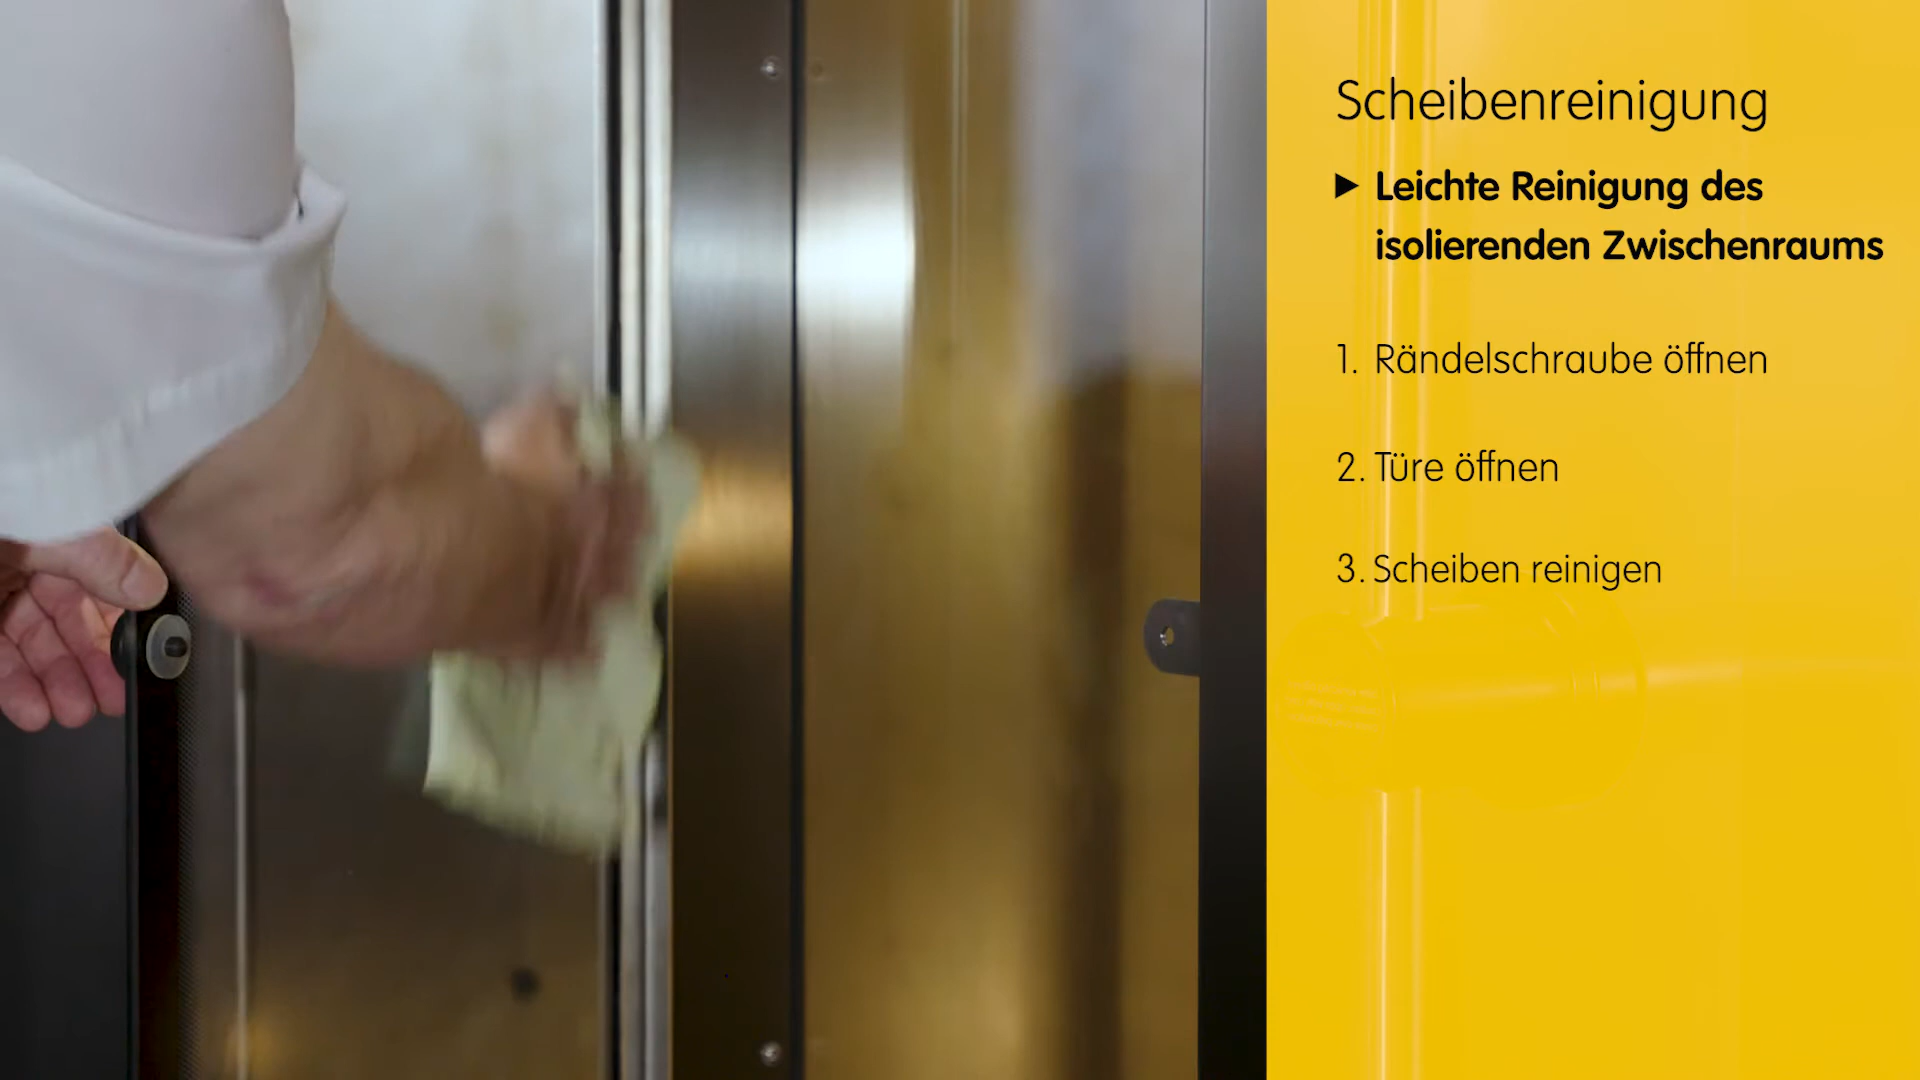 Scheibenreinigung
► Leichte Reinigung des
isolierenden Zwischenraums
1. Rändelschraube öffnen
2. Türe öffnen
3. Scheiben reinigen